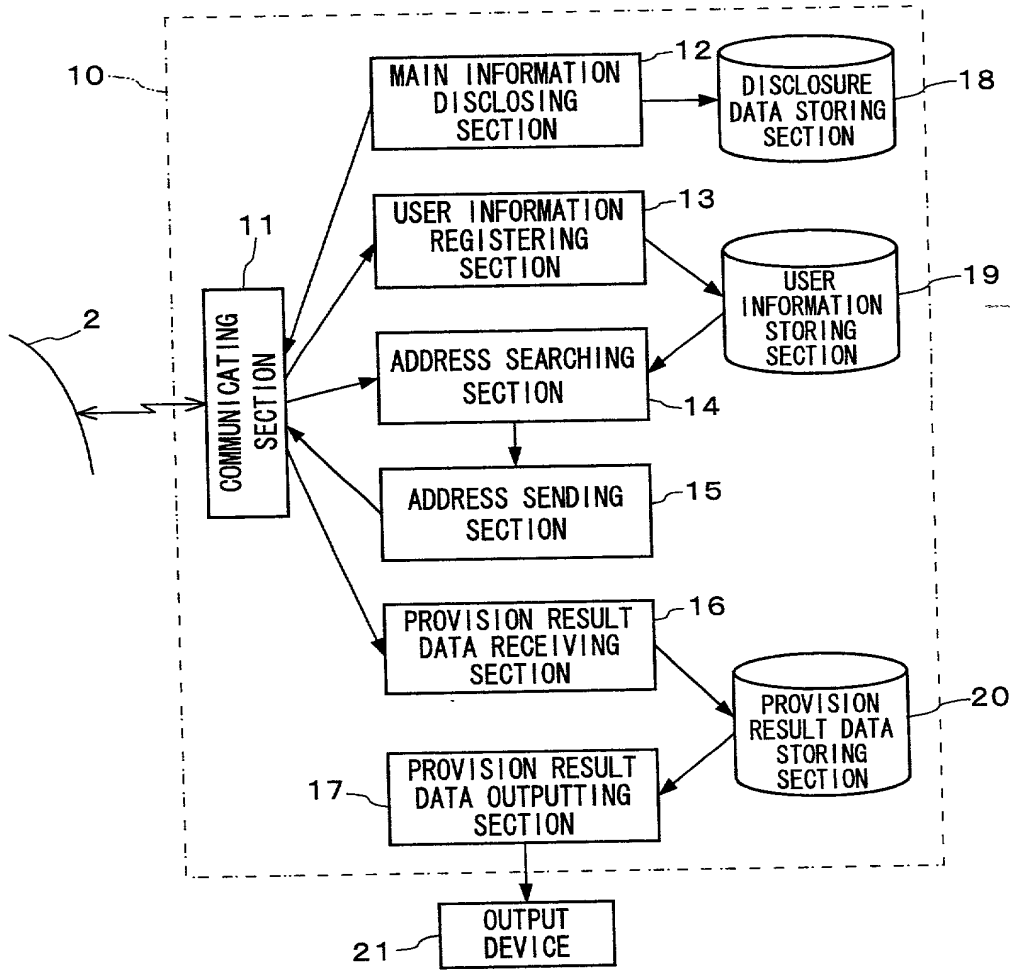 10
12
MAIN INFORMATION
DISCLOSING
SECTION
DISCLOSURE
DATA STORING
SECTION
18
13
USER INFORMATION
REGISTERING
SECTION
11
COMMUNICATING
SECTION
USER
INFORMATION
STORING
SECTION
19
2
ADDRESS SEARCHING
SECTION
14
ADDRESS SENDING
SECTION
15
PROVISION RESULT
DATA RECEIVING
SECTION
16
PROVISION
RESULT DATA
STORING
SECTION
20
17
PROVISION RESULT
DATA OUTPUTTING
SECTION
OUTPUT
DEVICE
21